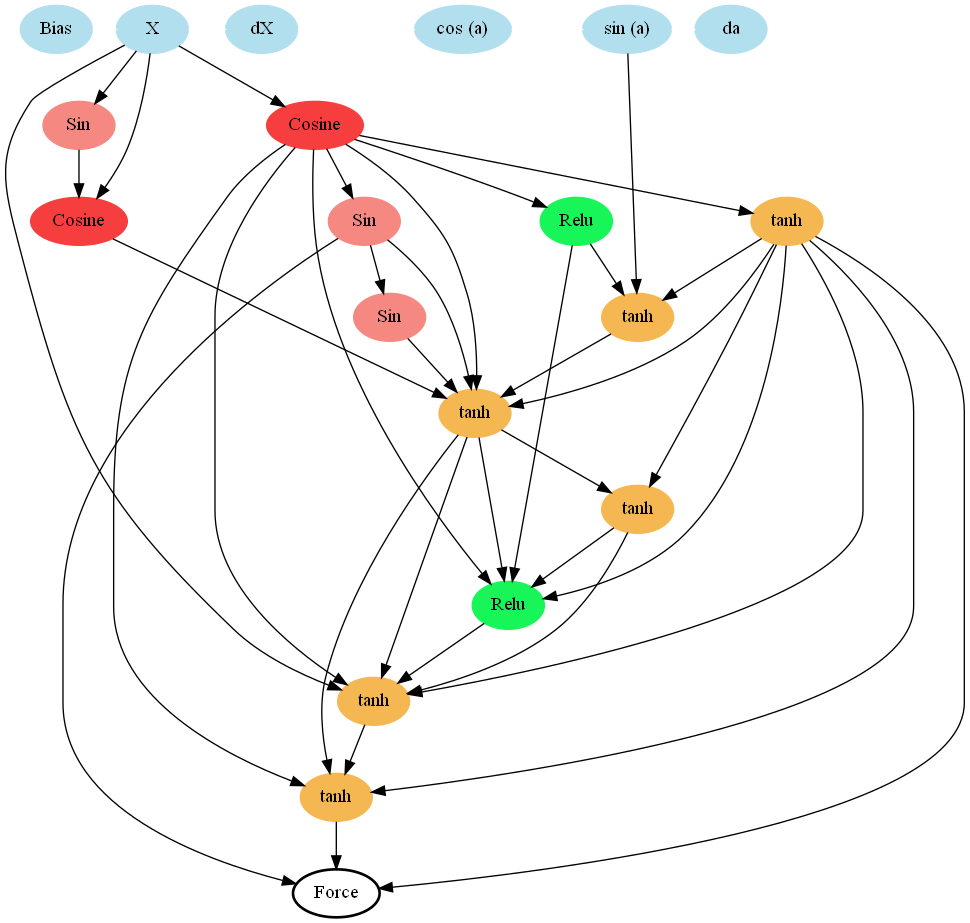 Bias
X
dX
cos (a)
sin (a)
da
Sin
Cosine
Cosine
Sin
Relu
tanh
Sin
tanh
tanh
tanh
Relu
tanh
tanh
Force